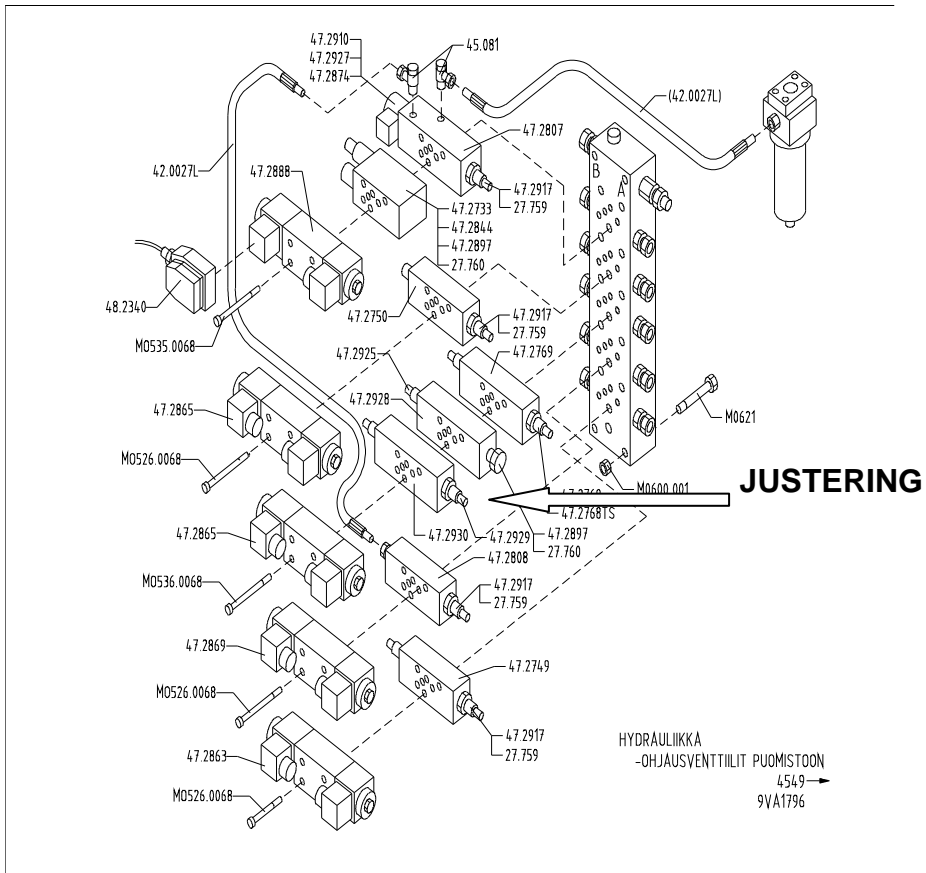 47.2910
47.2927
47.2874
45.081
(42.0027L)
47.2807
42.0027L
47.2888
B
A
47.2917
27.759
47.2733
47.2844
47.2897
27.760
48.2340
47.2750
47.2917
27.759
M0535.0068
47.2925
47.2769
47.2928
47.2865
M0621
M0526.0068
M0600.001
JUSTERING
47.2768TS
47.2930
47.2929
47.2897
27.760
47.2865
47.2808
M0536.0068
47.2917
27.759
47.2869
47.2749
M0526.0068
47.2917
27.759
47.2863
HYDRAULIIKKA
-OHJAUSVENTTIILIT PUOMISTOON
4549
9VA1796
M0526.0068